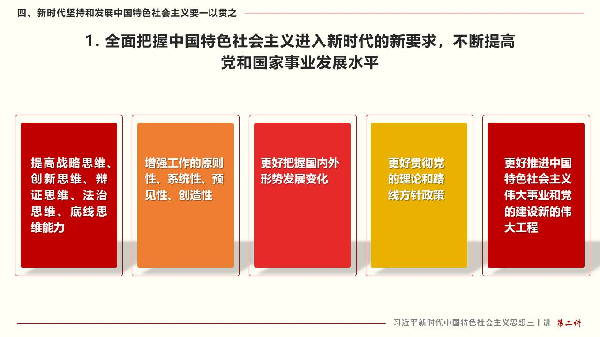 四、新时代坚持和发展中国特色社会主义要一以贯之
1. 全面把握中国特色社会主义进入新时代的新要求，不断提高
党和国家事业发展水平
提高战略思维、
创新思维、辩
证思维、法治
思维、底线思
维能力
增强工作的原则
性、系统性、预
见性、创造性
更好把握国内外
形势发展变化
更好贯彻党
的理论和路
线方针政策
更好推进中国
特色社会主义
伟大事业和党
的建设新的伟
大工程
习近平新时代中国特色社会主义思想三十讲 第二讲